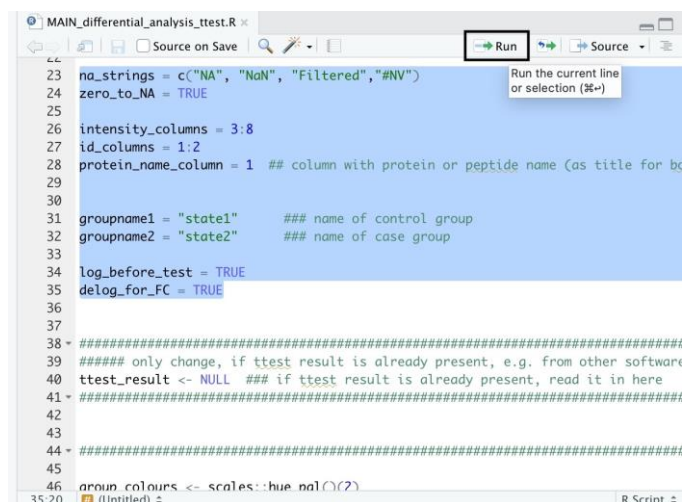 MAIN_differential_analysis_ttest.R
Source on Save
Run
Source
Run the current line
or selection (⌘↩)
23 na_strings = c("NA", "NaN", "Filtered","#NV")
24 zero_to_NA = TRUE
25
26 intensity_columns = 3:8
27 id_columns = 1:2
28 protein_name_column = 1 ## column with protein or peptide name (as title for
29
30
31 groupname1 = "state1" ### name of control group
32 groupname2 = "state2" ### name of case group
33
34 log_before_test = TRUE
35 delog_for_FC = TRUE
36
37
38 ################################################################################
39 ###### only change, if ttest result is already present, e.g. from other software
40 ttest_result <- NULL ### if ttest result is already present, read it in here
41 ################################################################################
42
43
44 ################################################################################
45
46 group_colours <- scales::hue_pal()(2)
35:20 (Untitled) R Script